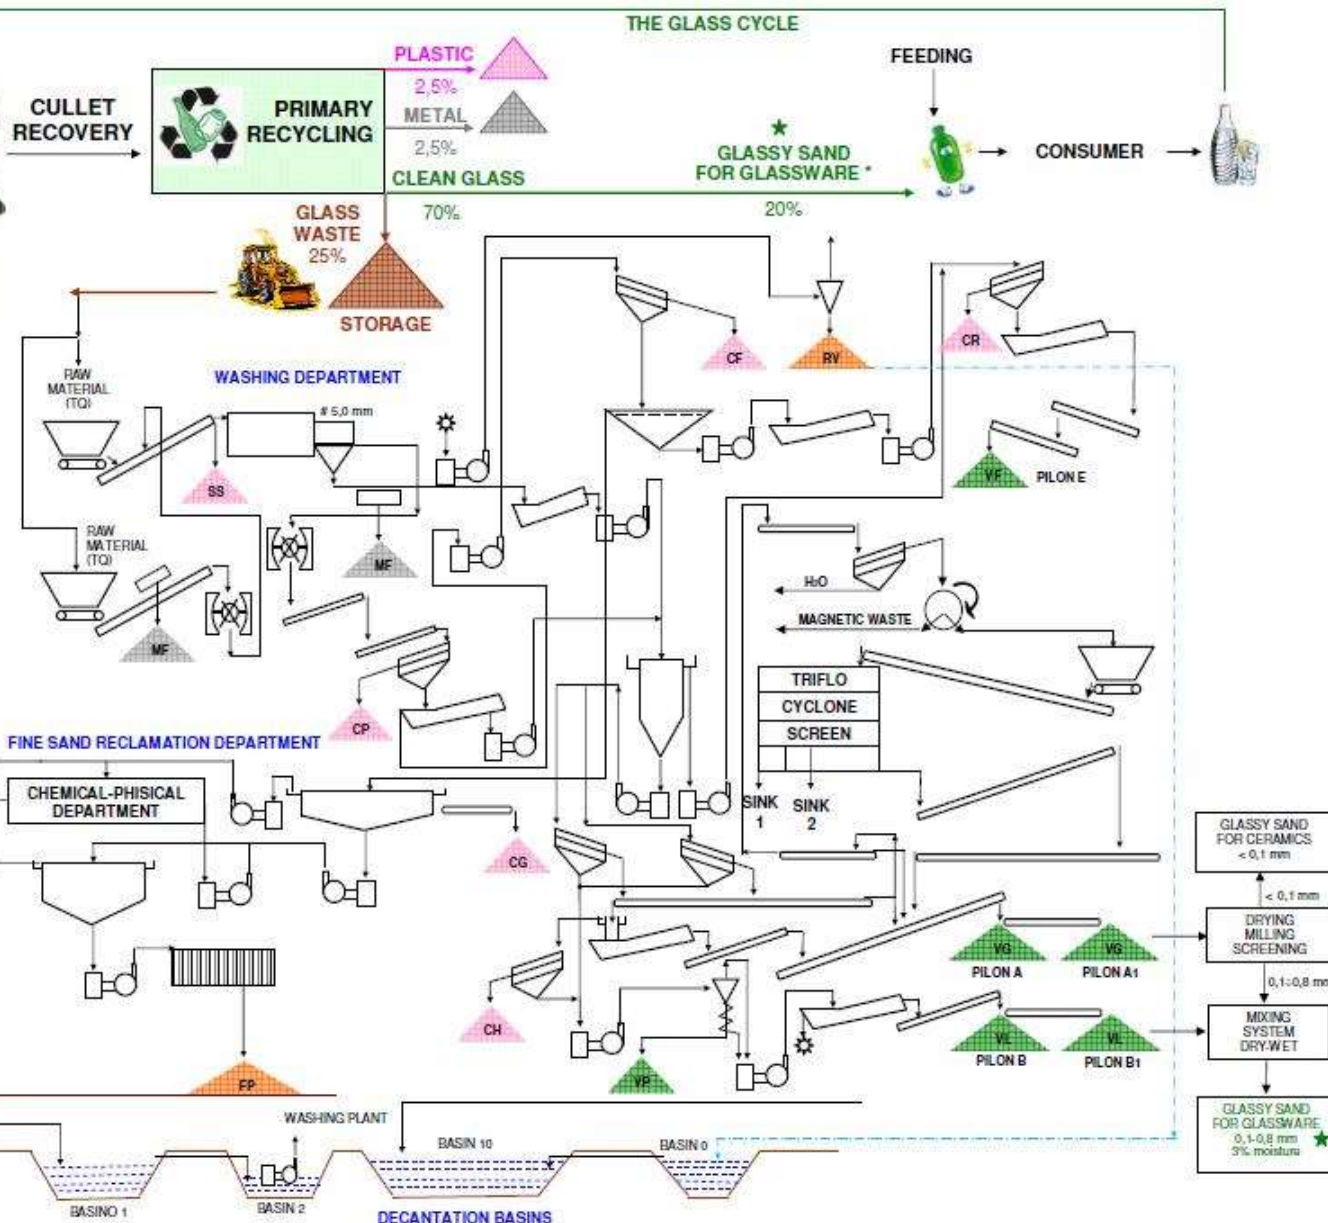 THE GLASS CYCLE
CULLET
RECOVERY
PRIMARY
RECYCLING
PLASTIC
2,5%
METAL
2,5%
CLEAN GLASS
70%
GLASSY SAND
FOR GLASSWARE *
20%
FEEDING
CONSUMER
GLASS
WASTE
25%
STORAGE
RAW
MATERIAL
(TQ)
WASHING DEPARTMENT
# 5,0 mm
SS
CF
RV
CR
VF
PILON E
RAW
MATERIAL
(TQ)
MF
MF
H2O
MAGNETIC WASTE
TRIFLO
CYCLONE
SCREEN
SINK
1
SINK
2
CP
FINE SAND RECLAMATION DEPARTMENT
CHEMICAL-PHISICAL
DEPARTMENT
CG
GLASSY SAND
FOR CERAMICS
< 0,1 mm
< 0,1 mm
DRYING
MILLING
SCREENING
0,1÷0,8 mm
VG
PILON A
VG
PILON A1
CH
MIXING
SYSTEM
DRY-WET
VL
PILON B
VL
PILON B1
VP
FP
WASHING PLANT
GLASSY SAND
FOR GLASSWARE
0,1-0,8 mm
3% moisture
BASIN 10
BASIN 0
BASINO 1
BASIN 2
DECANTATION BASINS